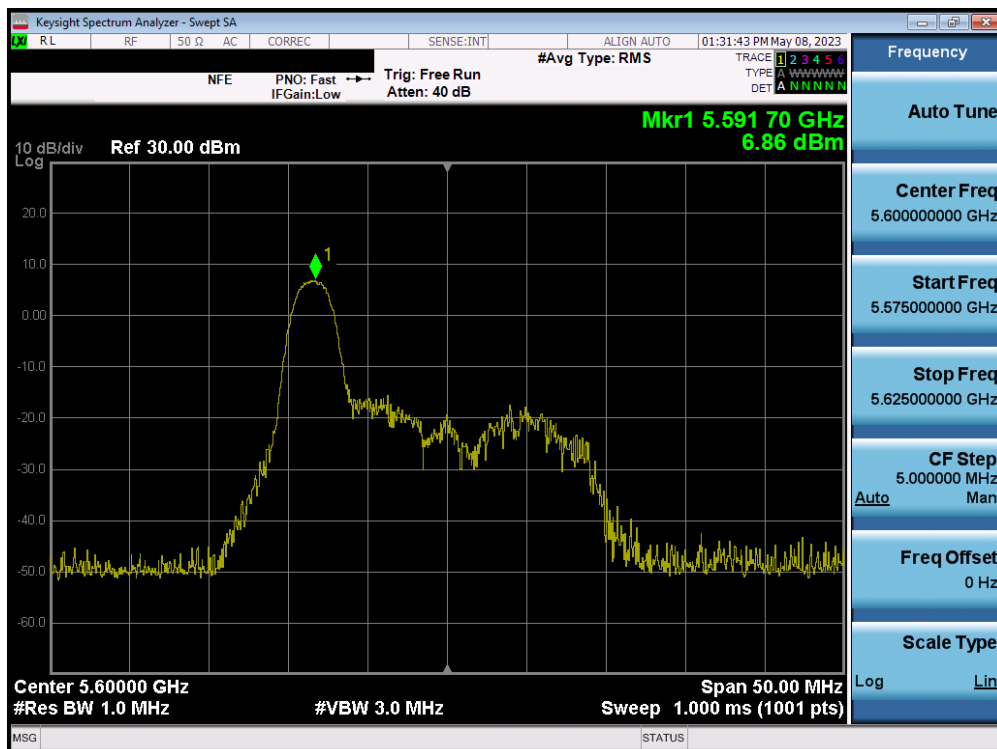 Keysight Spectrum Analyzer - Swept SA
LXI RL RF 50 Ω AC CORREC SENSE:INT ALIGN AUTO 01:31:43 PM May 08, 2023
Frequency
#Avg Type: RMS
TRACE 1 2 3 4 5 6
NFE PNO: Fast Trig: Free Run
TYPE A WWWWW
IFGain:Low Atten: 40 dB
DET A N N N N N
Auto Tune
Mkr1 5.591 70 GHz
6.86 dBm
10 dB/div Ref 30.00 dBm
Log
20.0
10.0
0.00
-10.0
-20.0
-30.0
-40.0
-50.0
-60.0
1
Center Freq
5.600000000 GHz
Start Freq
5.575000000 GHz
Stop Freq
5.625000000 GHz
CF Step
5.000000 MHz
Auto Man
Freq Offset
0 Hz
Scale Type
Log Lin
Center 5.60000 GHz Span 50.00 MHz
#Res BW 1.0 MHz #VBW 3.0 MHz Sweep 1.000 ms (1001 pts)
MSG STATUS